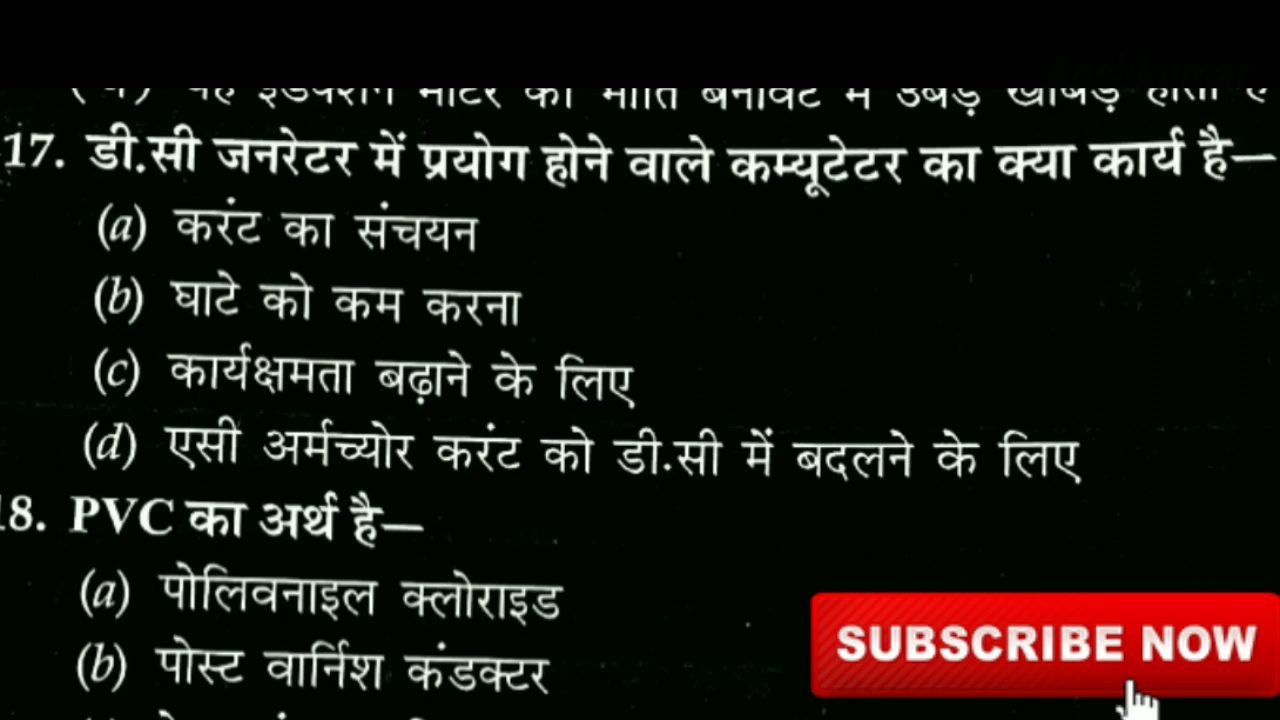 17. डी.सी जनरेटर में प्रयोग होने वाले कम्यूटेटर का क्या कार्य है—
(a) करंट का संचयन
(b) घाटे को कम करना
(c) कार्यक्षमता बढ़ाने के लिए
(d) एसी अर्मच्योर करंट को डी.सी में बदलने के लिए
18. PVC का अर्थ है—
(a) पोलिवनाइल क्लोराइड
(b) पोस्ट वार्निश कंडक्टर
SUBSCRIBE NOW